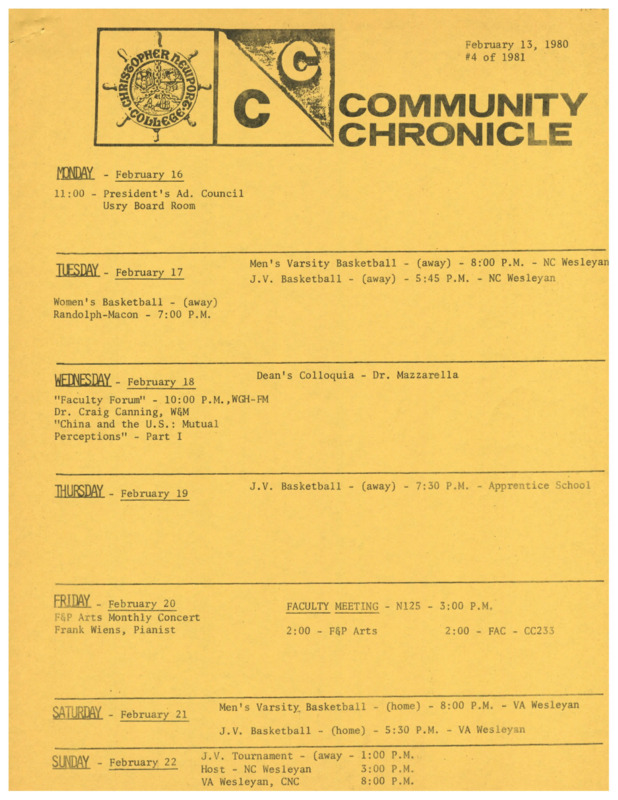 February 13, 1980
#4 of 1981
CHRISTOPHER NEWPORT
COLLEGE
C C
COMMUNITY
CHRONICLE
MONDAY - February 16
11:00 - President's Ad. Council
Usry Board Room
TUESDAY - February 17
Men's Varsity Basketball - (away) - 8:00 P.M. - NC Wesleyan
J.V. Basketball - (away) - 5:45 P.M. - NC Wesleyan
Women's Basketball - (away)
Randolph-Macon - 7:00 P.M.
WEDNESDAY - February 18
Dean's Colloquia - Dr. Mazzarella
"Faculty Forum" - 10:00 P.M.,WGH-FM
Dr. Craig Canning, W&M
"China and the U.S.: Mutual
Perceptions" - Part I
THURSDAY - February 19
J.V. Basketball - (away) - 7:30 P.M. - Apprentice School
FRIDAY - February 20
F&P Arts Monthly Concert
Frank Wiens, Pianist
FACULTY MEETING - N125 - 3:00 P.M.
2:00 - F&P Arts 2:00 - FAC - CC233
SATURDAY - February 21
Men's Varsity Basketball - (home) - 8:00 P.M. - VA Wesleyan
J.V. Basketball - (home) - 5:30 P.M. - VA Wesleyan
SUNDAY - February 22
J.V. Tournament - (away - 1:00 P.M.
Host - NC Wesleyan 3:00 P.M.
VA Wesleyan, CNC 8:00 P.M.